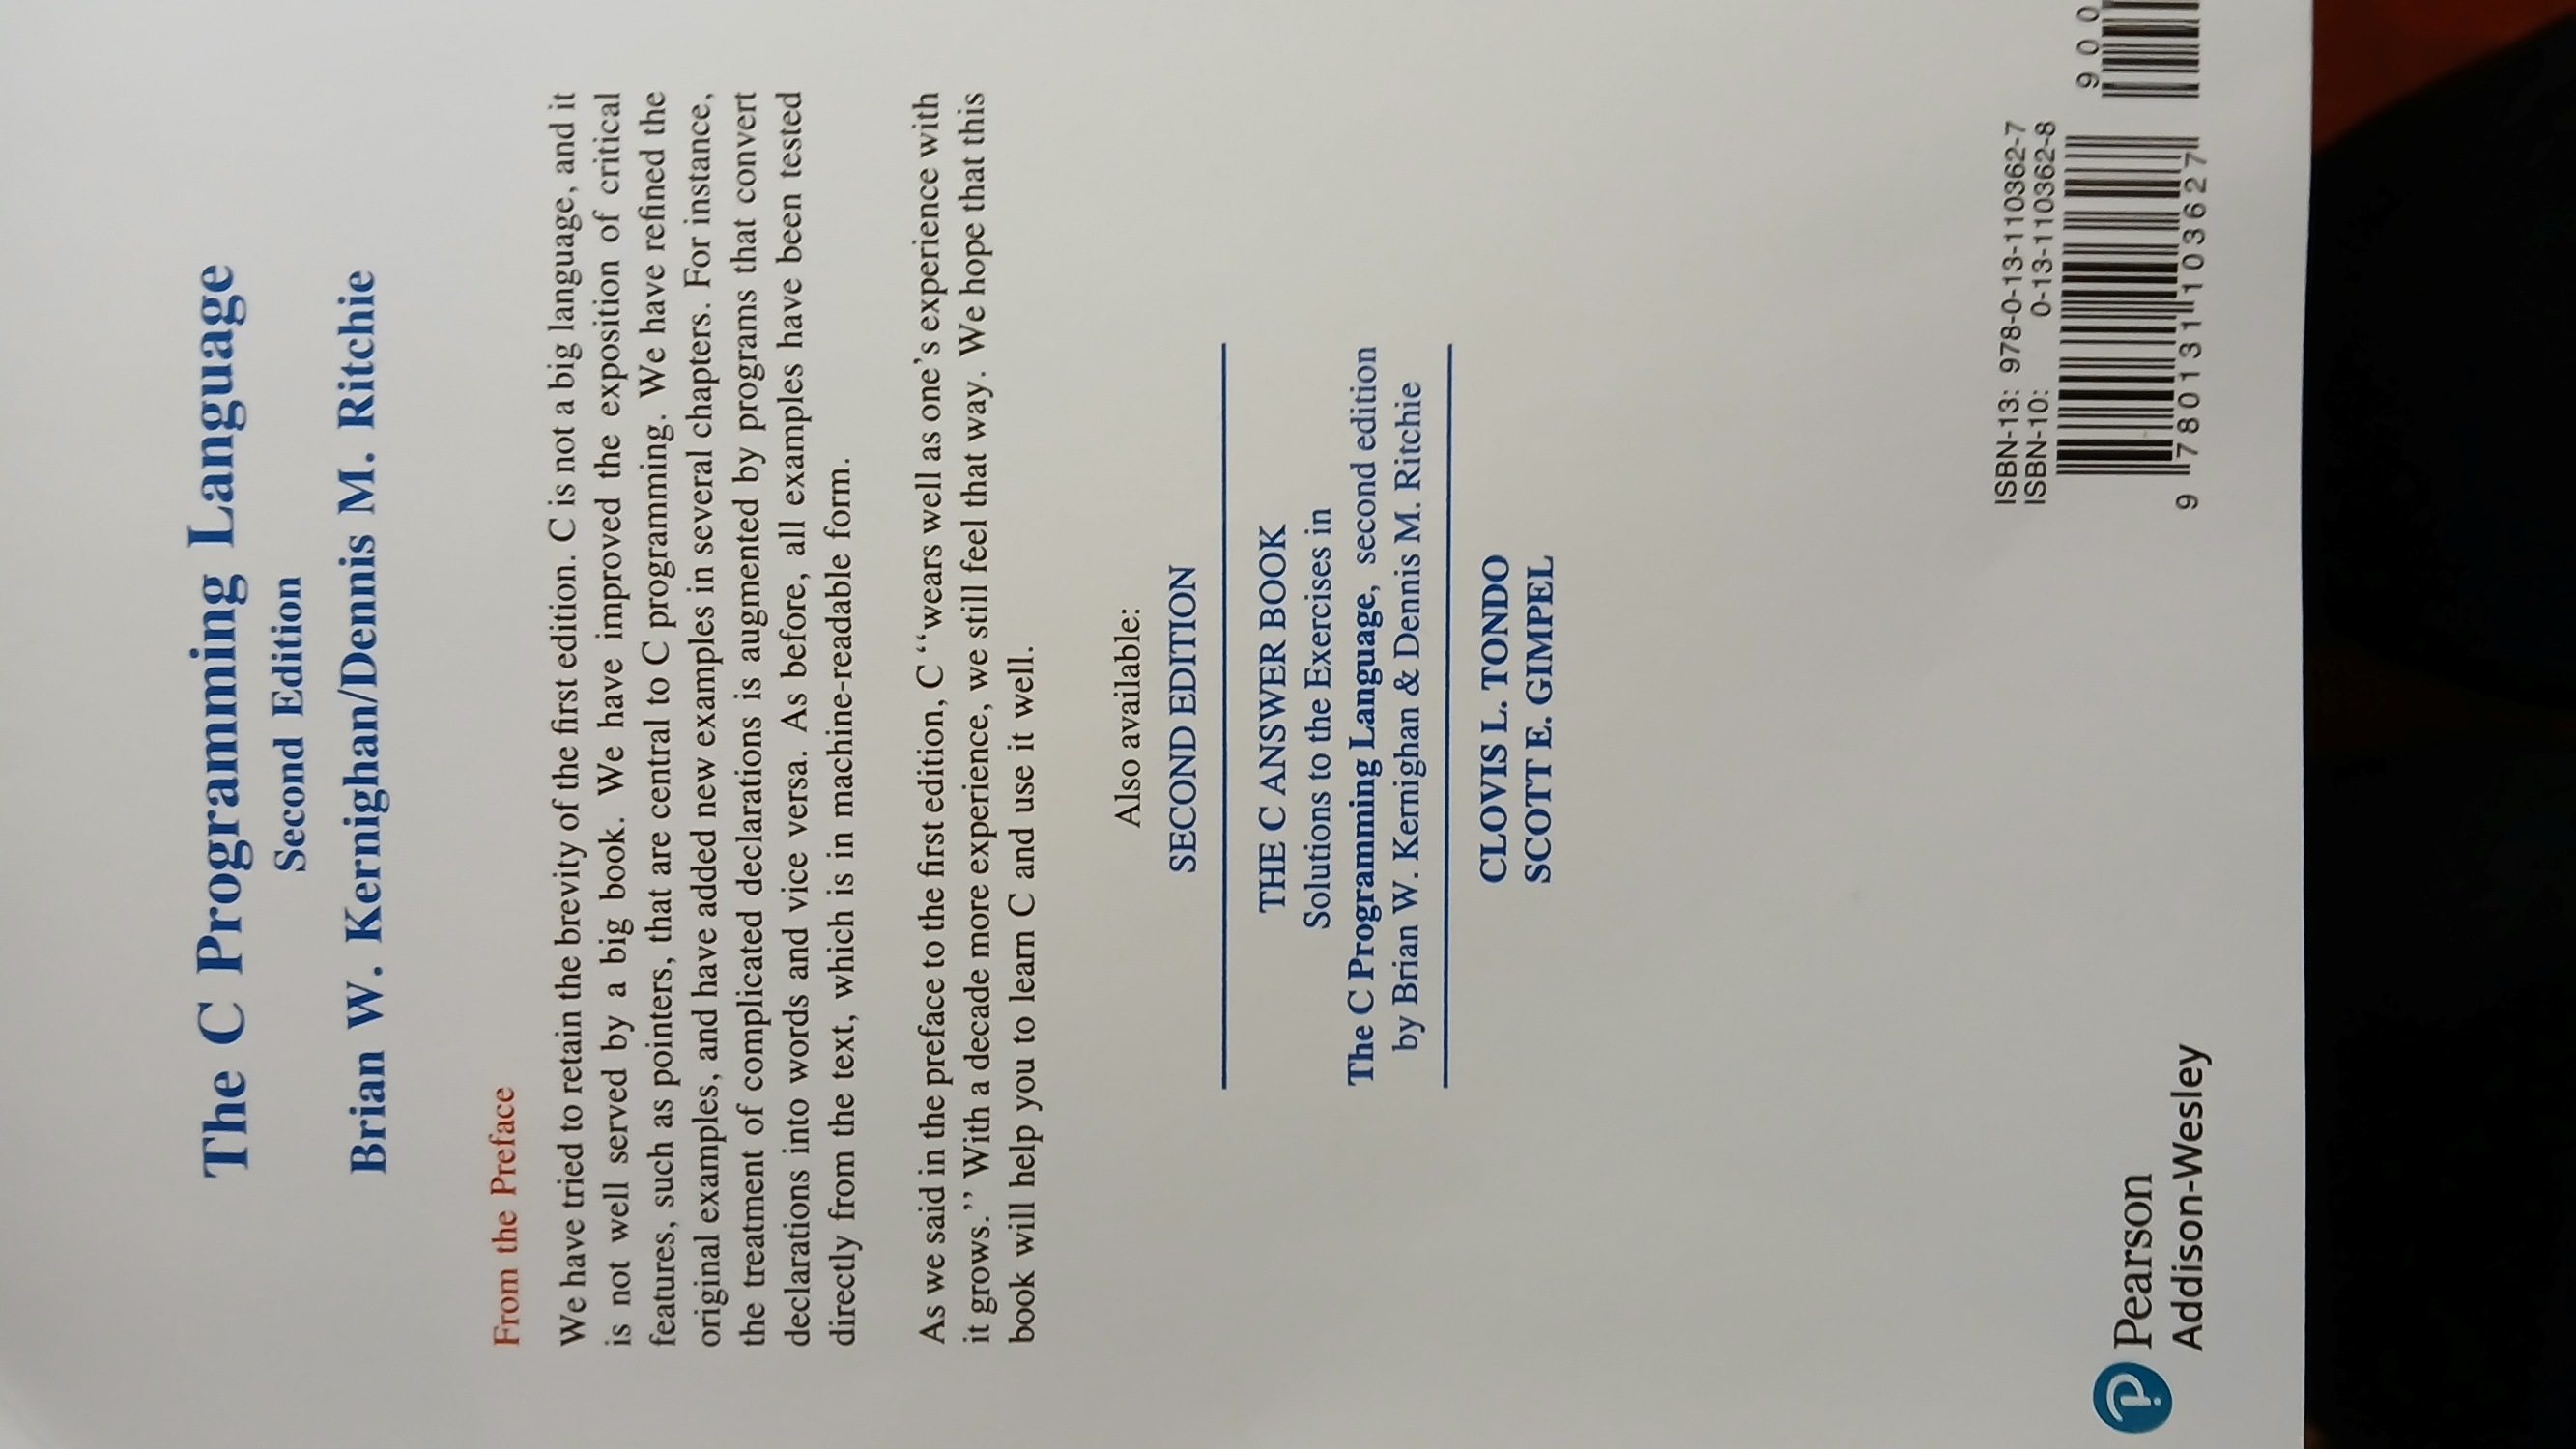 The C Programming Language
Second Edition
Brian W. Kernighan/Dennis M. Ritchie
From the Preface
We have tried to retain the brevity of the first edition. C is not a big language, and it
is not well served by a big book. We have improved the exposition of critical
features, such as pointers, that are central to C programming. We have refined the
original examples, and have added new examples in several chapters. For instance,
the treatment of complicated declarations is augmented by programs that convert
declarations into words and vice versa. As before, all examples have been tested
directly from the text, which is in machine-readable form.
As we said in the preface to the first edition, C ‘‘wears well as one’s experience with
it grows.’’ With a decade more experience, we still feel that way. We hope that this
book will help you to learn C and use it well.
Also available:
SECOND EDITION
THE C ANSWER BOOK
Solutions to the Exercises in
The C Programming Language, second edition
by Brian W. Kernighan & Dennis M. Ritchie
CLOVIS L. TONDO
SCOTT E. GIMPEL
ISBN-13: 978-0-13-110362-7
ISBN-10: 0-13-110362-8
9 0 0
9 780131 103627
Pearson
Addison-Wesley